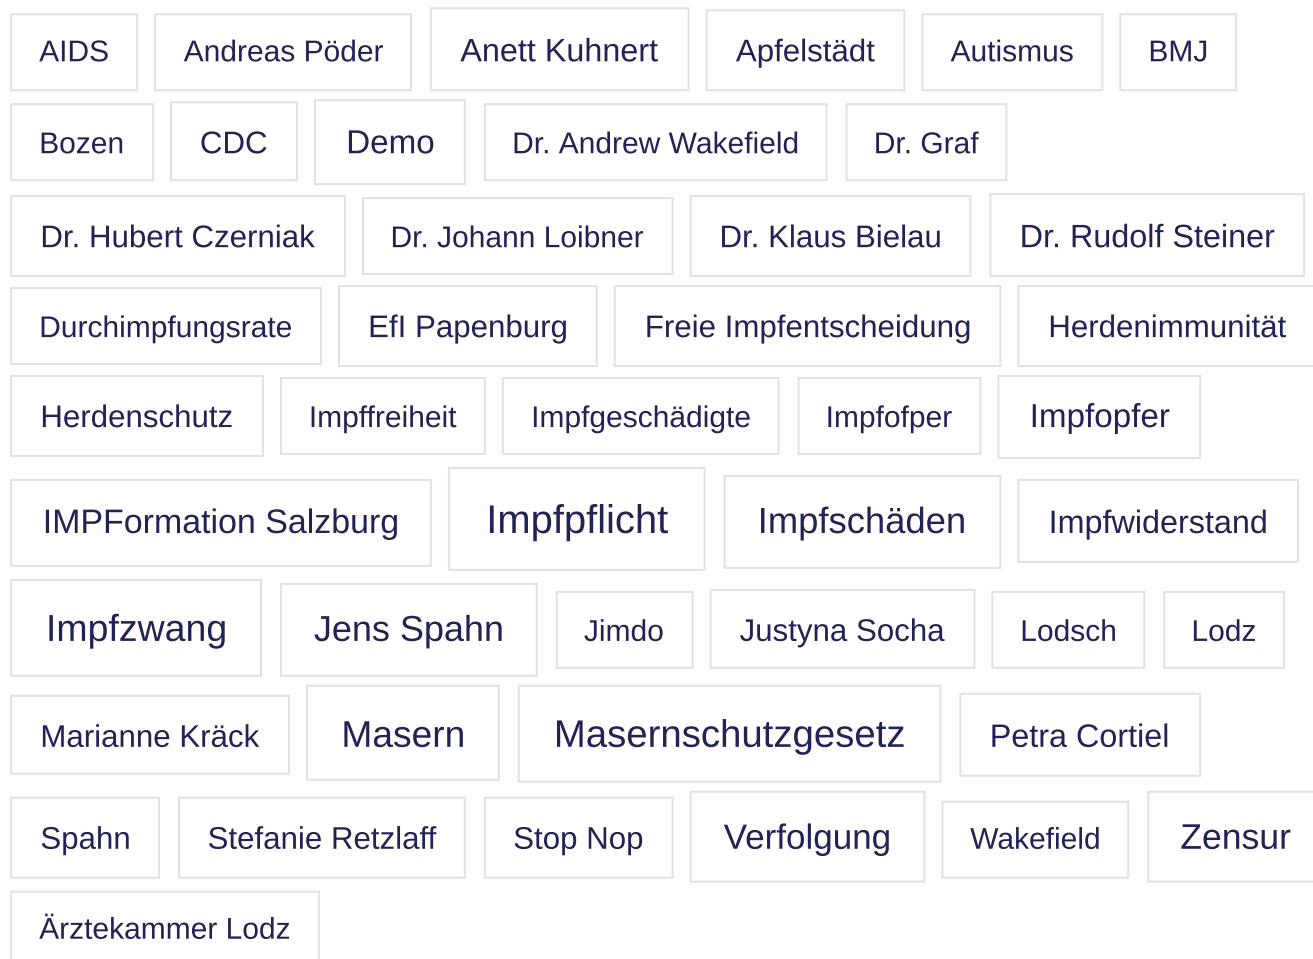 AIDS Andreas Pöder Anett Kuhnert Apfelstädt Autismus BMJ
Bozen CDC Demo Dr. Andrew Wakefield Dr. Graf
Dr. Hubert Czerniak Dr. Johann Loibner Dr. Klaus Bielau Dr. Rudolf Steiner
Durchimpfungsrate EfI Papenburg Freie Impfentscheidung Herdenimmunität
Herdenschutz Impffreiheit Impfgeschädigte Impfofper Impfopfer
IMPFormation Salzburg Impfpflicht Impfschäden Impfwiderstand
Impfzwang Jens Spahn Jimdo Justyna Socha Lodsch Lodz
Marianne Kräck Masern Masernschutzgesetz Petra Cortiel
Spahn Stefanie Retzlaff Stop Nop Verfolgung Wakefield Zensur
Ärztekammer Lodz